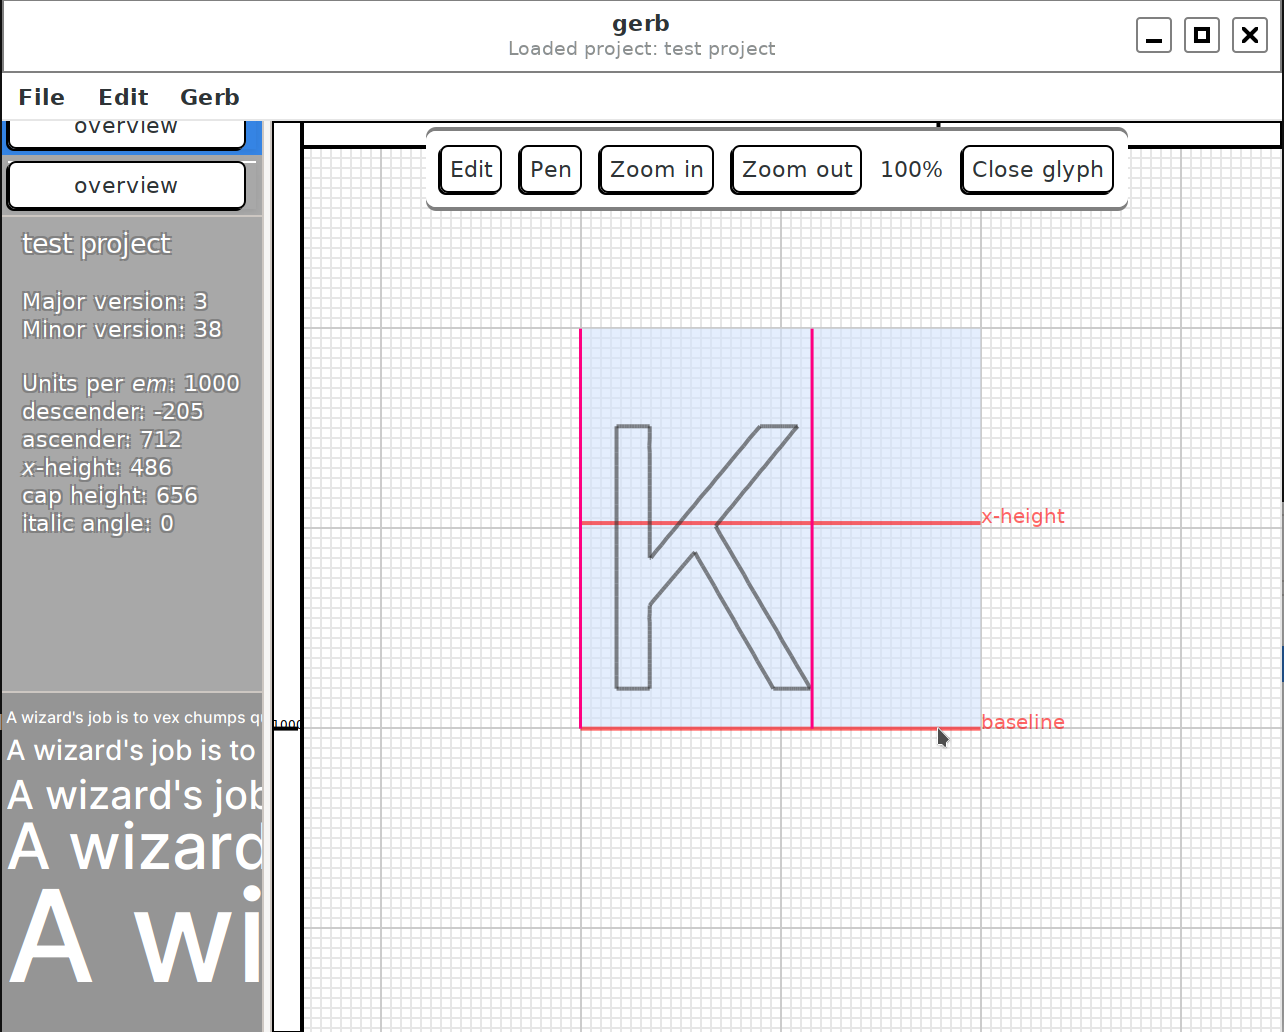 gerb
Loaded project: test project
File Edit Gerb
overview
overview
Edit Pen Zoom in Zoom out 100% Close glyph
test project
Major version: 3
Minor version: 38
Units per em: 1000
descender: -205
ascender: 712
x-height: 486
cap height: 656
italic angle: 0
K
x-height
baseline
1000
A wizard's job is to vex chumps qu
A wizard's job is to
A wizard's job
A wizard
A wi